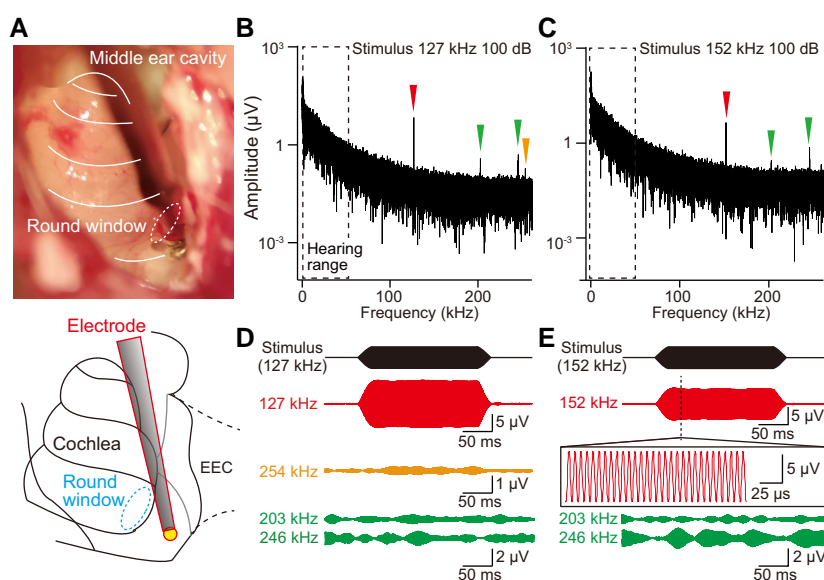 A
Middle ear cavity
Round window
Electrode
Cochlea
Round
window
EEC
B
Stimulus 127 kHz 100 dB
Amplitude (μV)
10³
1
10⁻³
Hearing
range
0
100
200
Frequency (kHz)
C
Stimulus 152 kHz 100 dB
10³
1
10⁻³
0
100
200
Frequency (kHz)
D
Stimulus
(127 kHz)
127 kHz
5 μV
50 ms
254 kHz
1 μV
50 ms
203 kHz
246 kHz
2 μV
50 ms
E
Stimulus
(152 kHz)
152 kHz
5 μV
50 ms
5 μV
25 μs
203 kHz
246 kHz
2 μV
50 ms